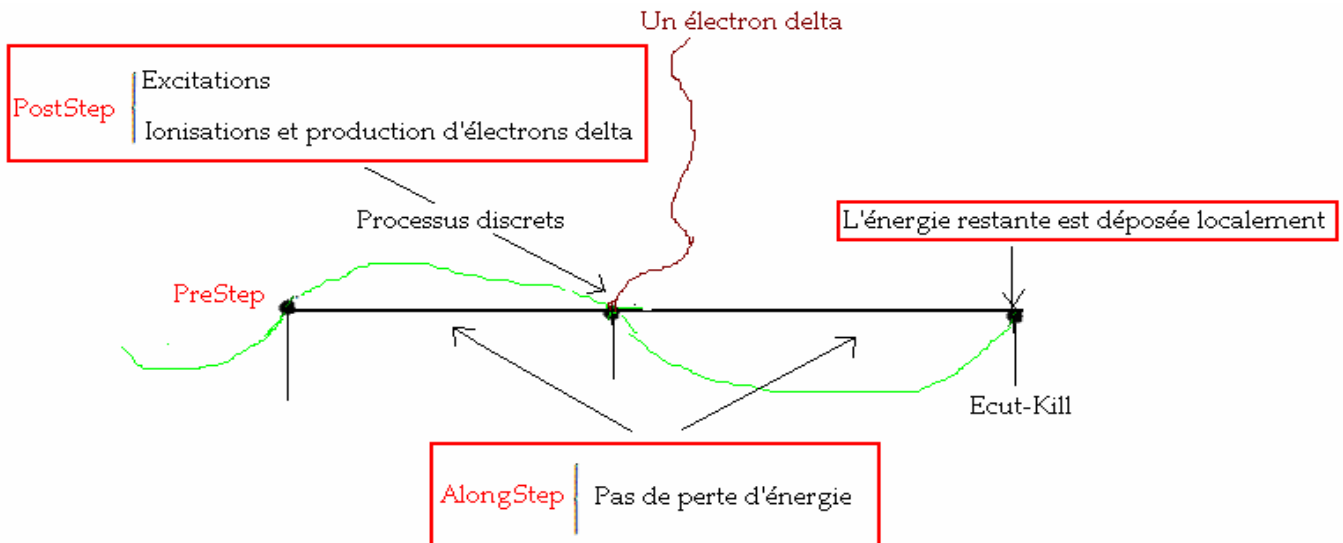 Un électron delta
Excitations
PostStep
Ionisations et production d'électrons delta
Processus discrets
L'énergie restante est déposée localement
PreStep
Ecut-Kill
AlongStep
Pas de perte d'énergie